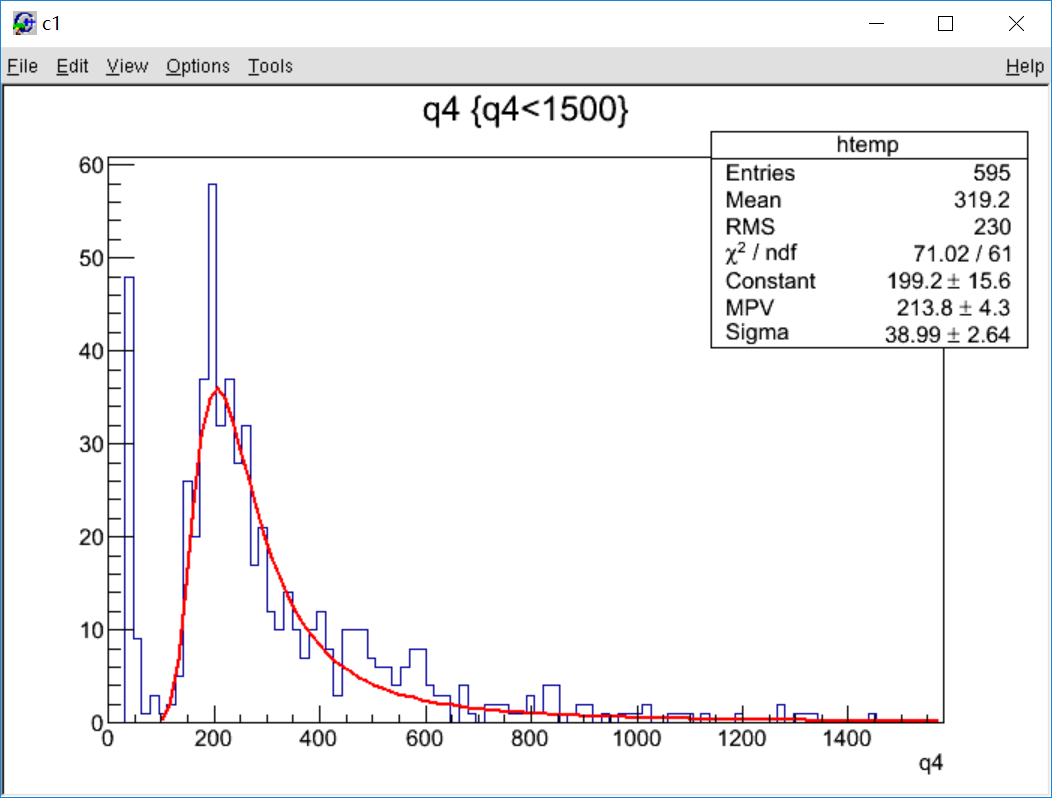 c1
File Edit View Options Tools Help
q4 {q4<1500}
htemp
Entries 595
Mean 319.2
RMS 230
χ² / ndf 71.02 / 61
Constant 199.2 ± 15.6
MPV 213.8 ± 4.3
Sigma 38.99 ± 2.64
60
50
40
30
20
10
0
0 200 400 600 800 1000 1200 1400
q4